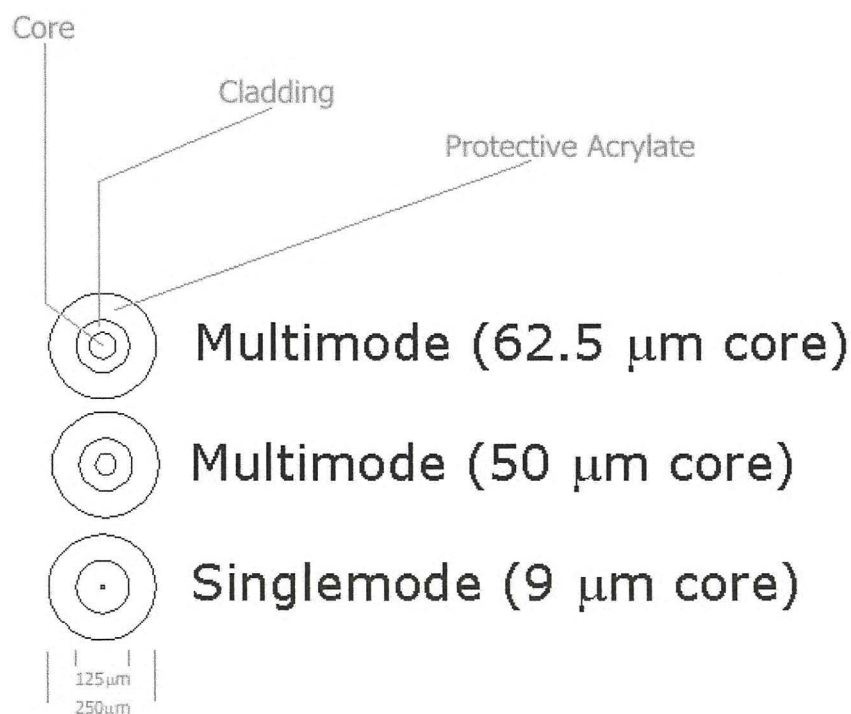 Core
Cladding
Protective Acrylate
Multimode (62.5 μm core)
Multimode (50 μm core)
Singlemode (9 μm core)
125μm
250μm